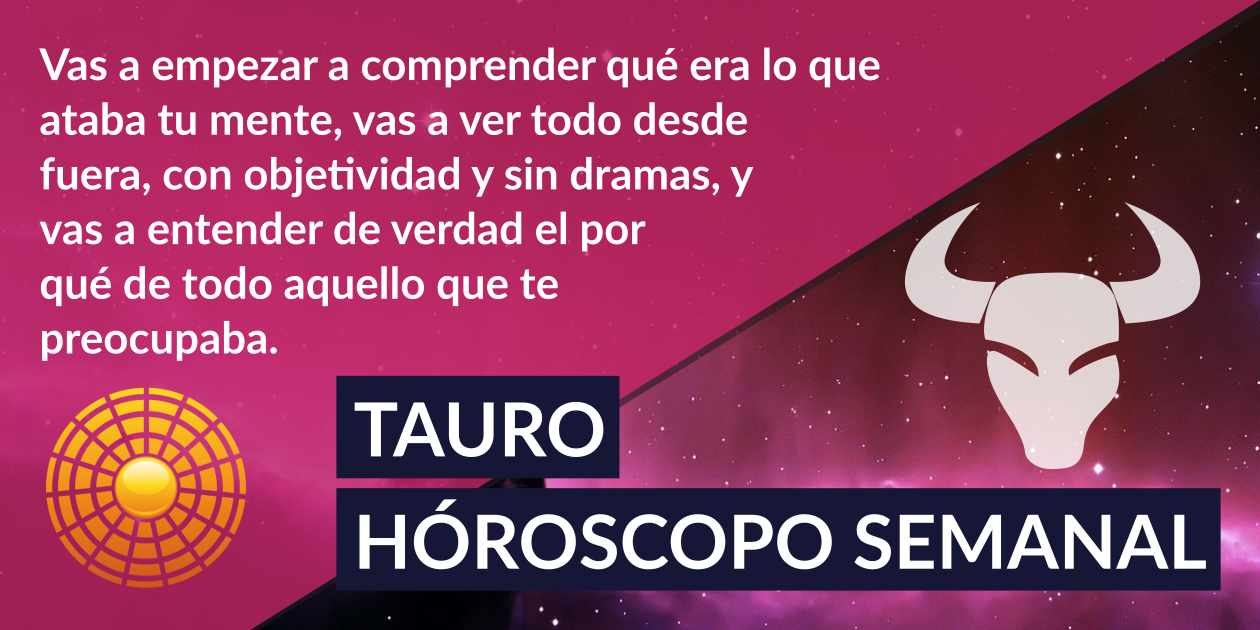 Vas a empezar a comprender qué era lo que
ataba tu mente, vas a ver todo desde
fuera, con objetividad y sin dramas, y
vas a entender de verdad el por
qué de todo aquello que te
preocupaba.
TAURO
HÓROSCOPO SEMANAL